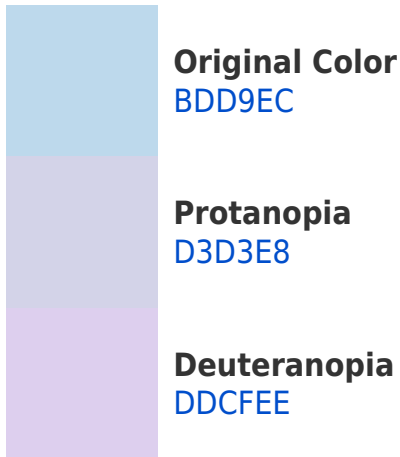 Original Color
BDD9EC
Protanopia
D3D3E8
Deuteranopia
DDCFEE